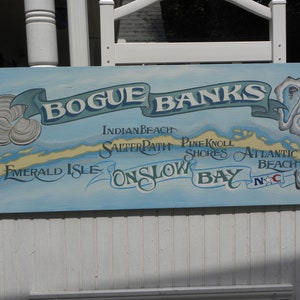 BOGUE BANKS
INDIAN BEACH
SALTER PATH
PINE KNOLL
SHORES
ATLANTIC
BEACH
EMERALD ISLE
ONSLOW BAY NC